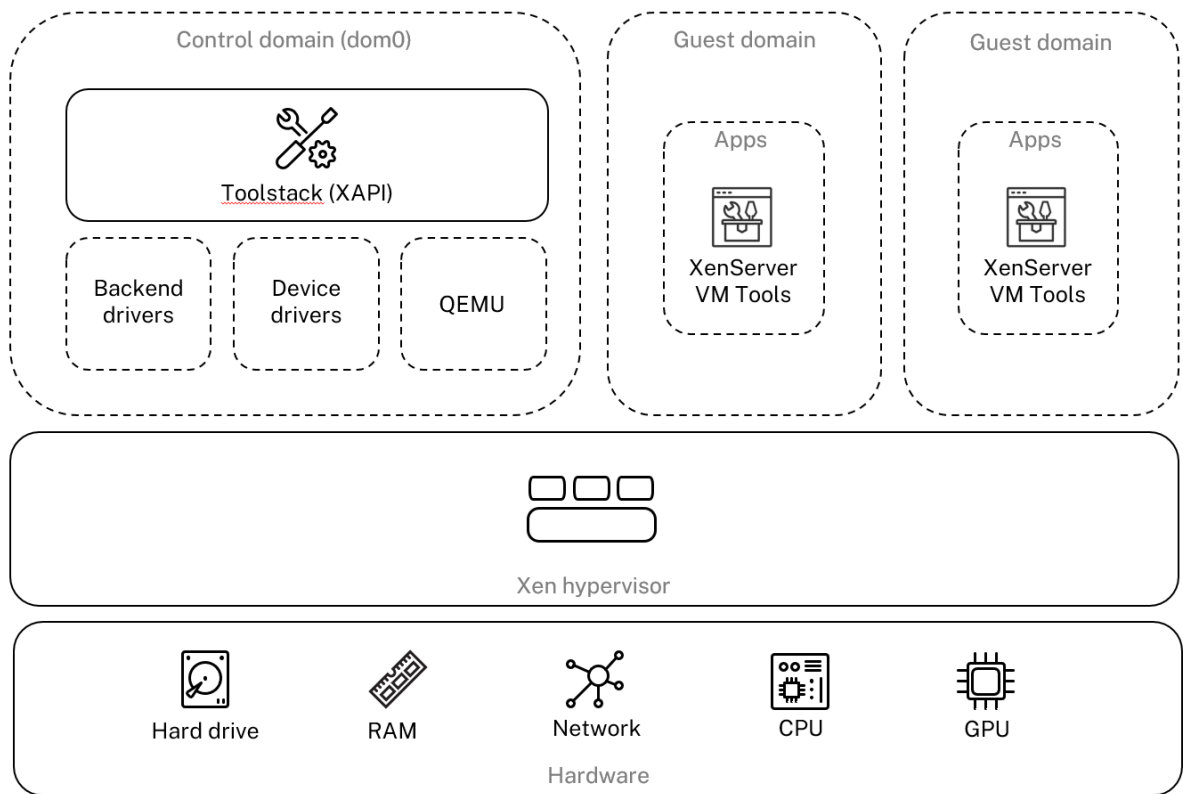 Control domain (dom0)
Toolstack (XAPI)
Backend
drivers
Device
drivers
QEMU
Guest domain
Apps
XenServer
VM Tools
Guest domain
Apps
XenServer
VM Tools
Xen hypervisor
Hard drive
RAM
Network
CPU
GPU
Hardware